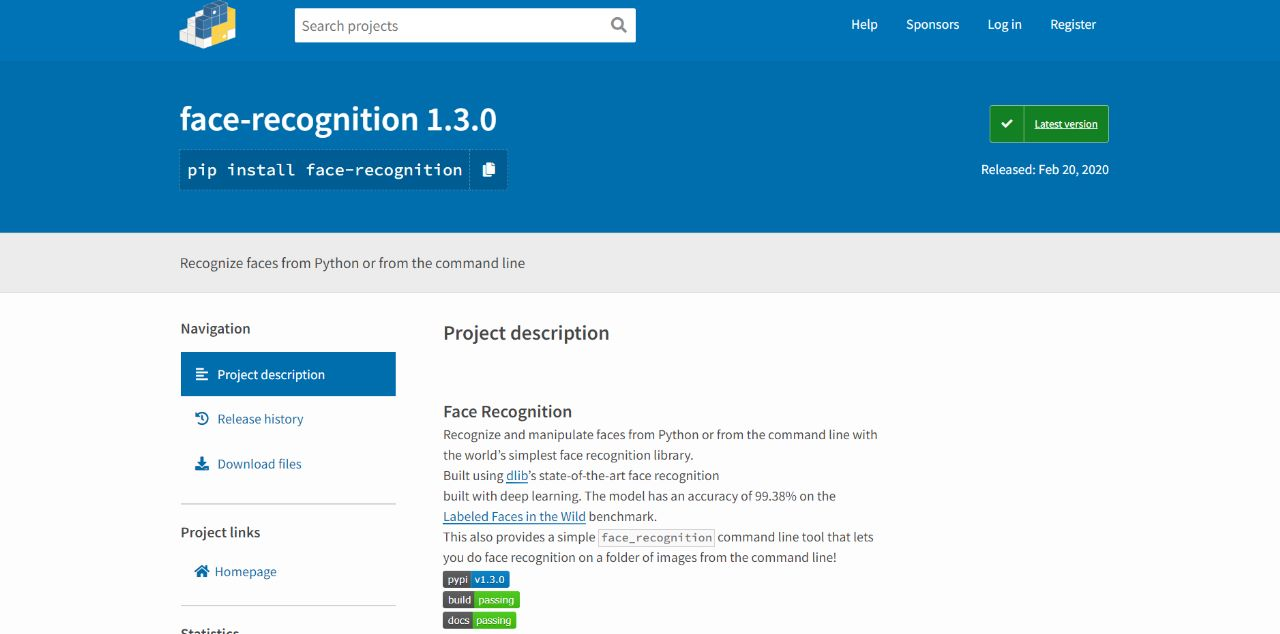 Search projects
Help
Sponsors
Log in
Register
face-recognition 1.3.0
pip install face-recognition
Latest version
Released: Feb 20, 2020
Recognize faces from Python or from the command line
Navigation
Project description
Release history
Download files
Project links
Homepage
Statistics
Project description
Face Recognition
Recognize and manipulate faces from Python or from the command line with
the world's simplest face recognition library.
Built using dlib's state-of-the-art face recognition
built with deep learning. The model has an accuracy of 99.38% on the
Labeled Faces in the Wild benchmark.
This also provides a simple face_recognition command line tool that lets
you do face recognition on a folder of images from the command line!
pypi v1.3.0
build passing
docs passing